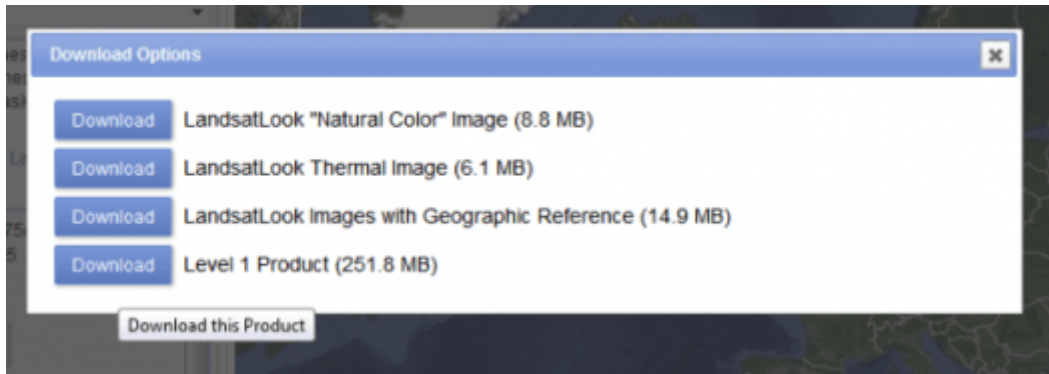 Download Options
Download LandsatLook "Natural Color" Image (8.8 MB)
Download LandsatLook Thermal Image (6.1 MB)
Download LandsatLook Images with Geographic Reference (14.9 MB)
Download Level 1 Product (251.8 MB)
Download this Product